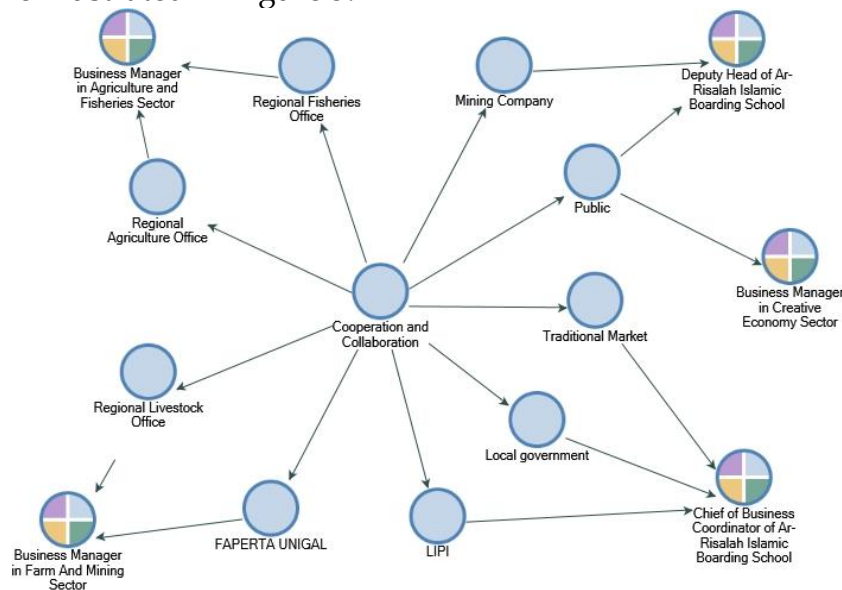 Business Manager
in Agriculture and
Fisheries Sector
Regional Fisheries
Office
Mining Company
Deputy Head of Ar-
Risalah Islamic
Boarding School
Regional
Agriculture Office
Public
Business Manager
in Creative
Economy Sector
Cooperation and
Collaboration
Traditional Market
Regional Livestock
Office
Local government
Business Manager
in Farm And Mining
Sector
FAPERTA UNIGAL
LIPI
Chief of Business
Coordinator of Ar-
Risalah Islamic
Boarding School